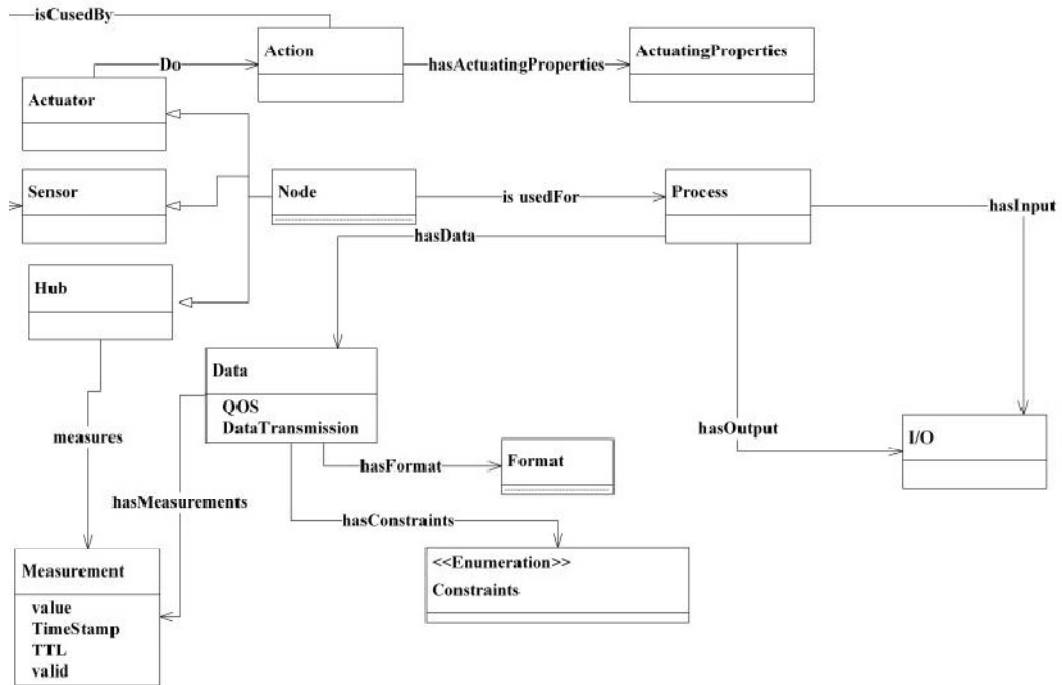 isCusedBy
Action
ActuatingProperties
Do
hasActuatingProperties
Actuator
Sensor
Node
is usedFor
Process
hasInput
hasData
Hub
Data
QOS
DataTransmission
measures
hasOutput
I/O
hasFormat
Format
hasMeasurements
hasConstraints
<<Enumeration>>
Constraints
Measurement
value
TimeStamp
TTL
valid